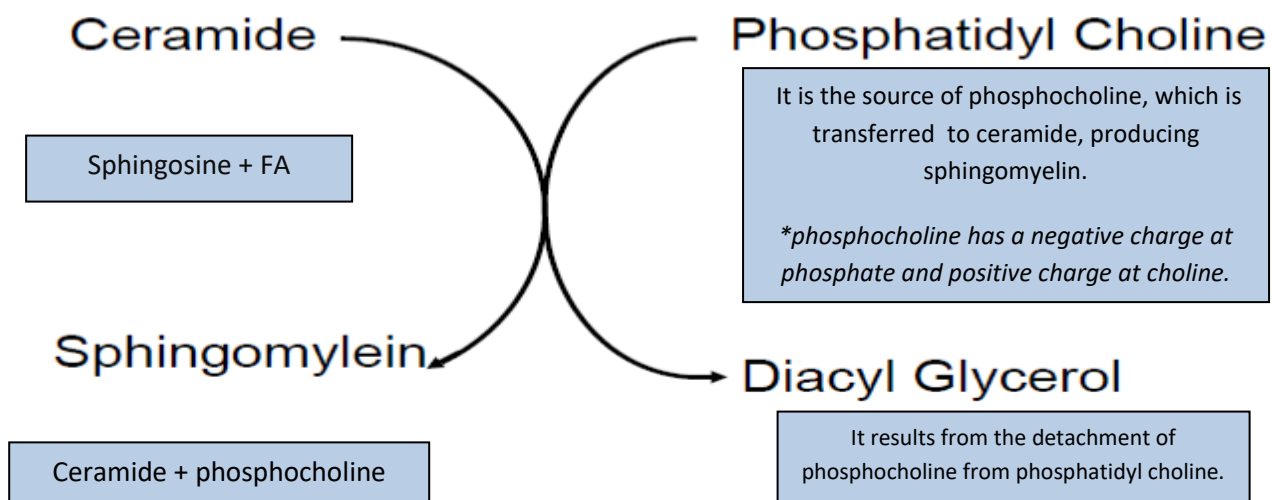 Ceramide
Phosphatidyl Choline
It is the source of phosphocholine, which is
transferred to ceramide, producing
sphingomyelin.
*phosphocholine has a negative charge at
phosphate and positive charge at choline.
Sphingosine + FA
Sphingomylein
Diacyl Glycerol
Ceramide + phosphocholine
It results from the detachment of
phosphocholine from phosphatidyl choline.